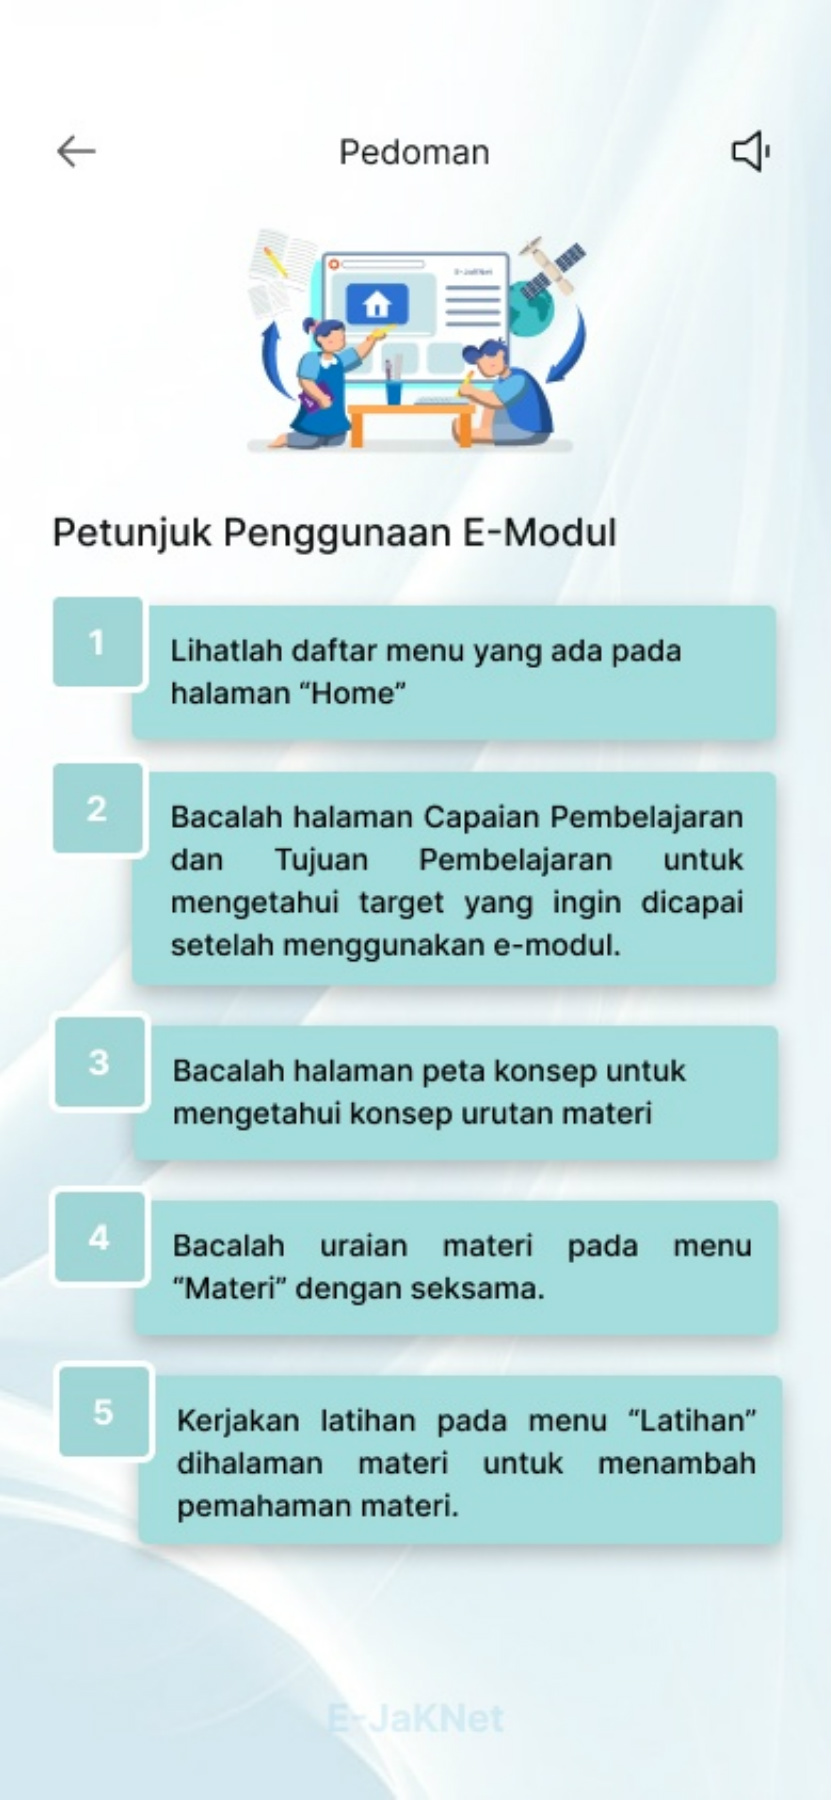 Pedoman
E-JaKNet
Petunjuk Penggunaan E-Modul
1
Lihatlah daftar menu yang ada pada
halaman “Home”
2
Bacalah halaman Capaian Pembelajaran
dan Tujuan Pembelajaran untuk
mengetahui target yang ingin dicapai
setelah menggunakan e-modul.
3
Bacalah halaman peta konsep untuk
mengetahui konsep urutan materi
4
Bacalah uraian materi pada menu
“Materi” dengan seksama.
5
Kerjakan latihan pada menu “Latihan”
dihalaman materi untuk menambah
pemahaman materi.
E-JaKNet